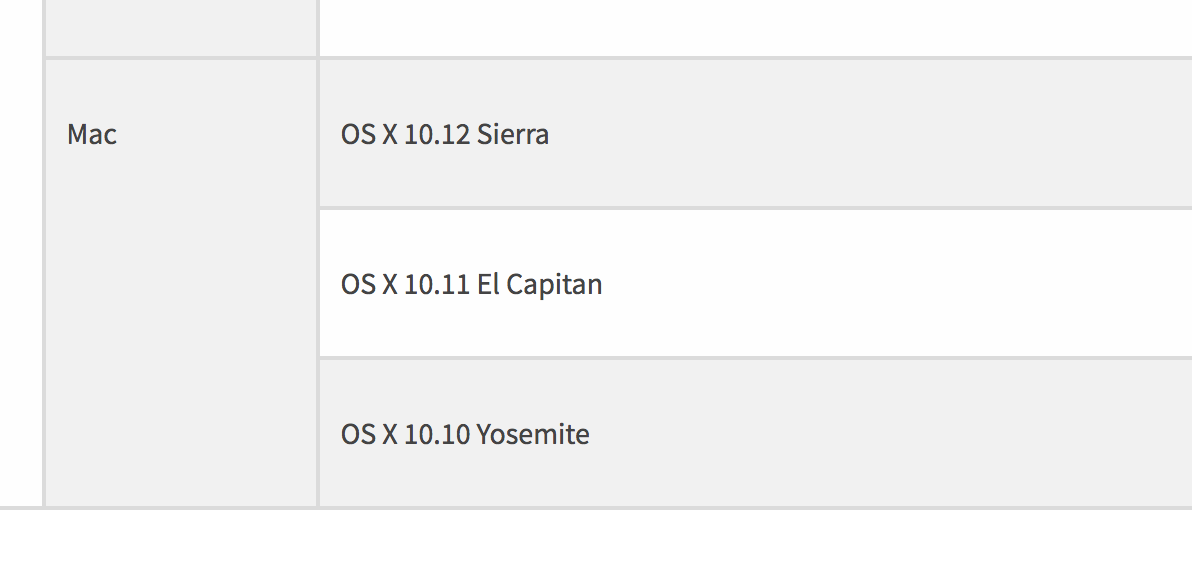 Mac
OS X 10.12 Sierra
OS X 10.11 El Capitan
OS X 10.10 Yosemite